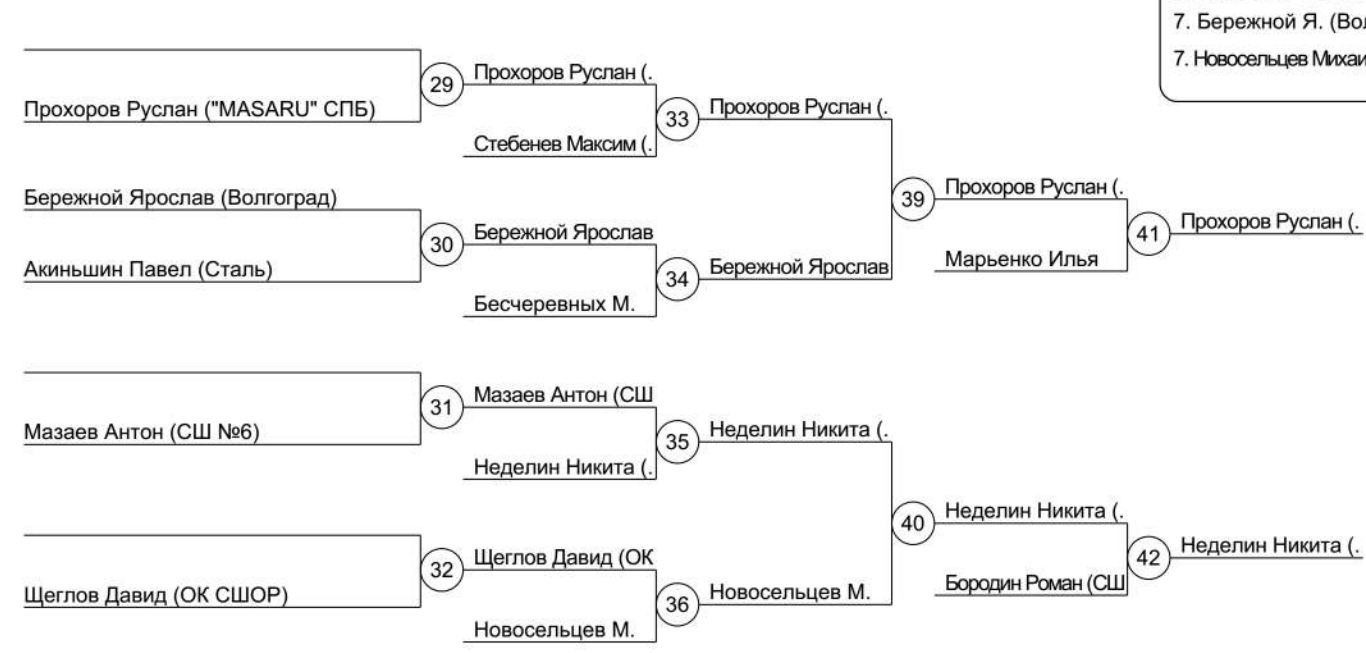 7. Бережной Я. (Вол
7. Новосельцев Михаи
29
Прохоров Руслан (.
Прохоров Руслан ("MASARU" СПБ)
33
Прохоров Руслан (.
Стебенев Максим (.
39
Прохоров Руслан (.
Бережной Ярослав (Волгоград)
41
Прохоров Руслан (.
30
Бережной Ярослав
34
Бережной Ярослав
Марьенко Илья
Акиньшин Павел (Сталь)
Бесчеревных М.
31
Мазаев Антон (СШ
Мазаев Антон (СШ №6)
35
Неделин Никита (.
Неделин Никита (.
40
Неделин Никита (.
42
Неделин Никита (.
32
Щеглов Давид (ОК
Щеглов Давид (ОК СШОР)
36
Новосельцев М.
Бородин Роман (СШ
Новосельцев М.